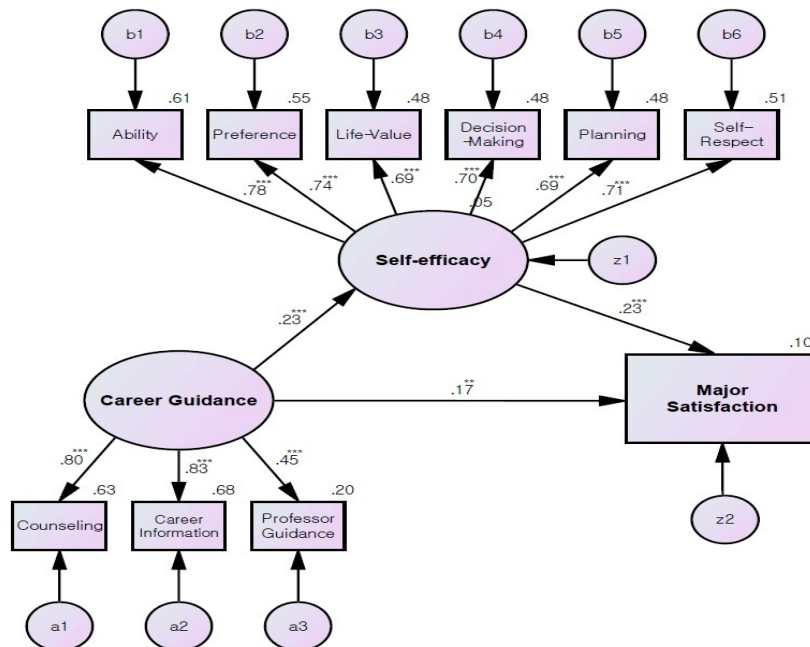 b1
b2
b3
b4
b5
b6
.61
.55
.48
.48
.48
.51
Ability
Preference
Life-Value
Decision
-Making
Planning
Self-
Respect
.78***
.74***
.69***
.70***
.69***
.71***
.05
Self-efficacy
z1
.23***
.23***
.10
Career Guidance
.17**
Major
Satisfaction
.80***
.83***
.45***
.63
.68
.20
Counseling
Career
Information
Professor
Guidance
z2
a1
a2
a3